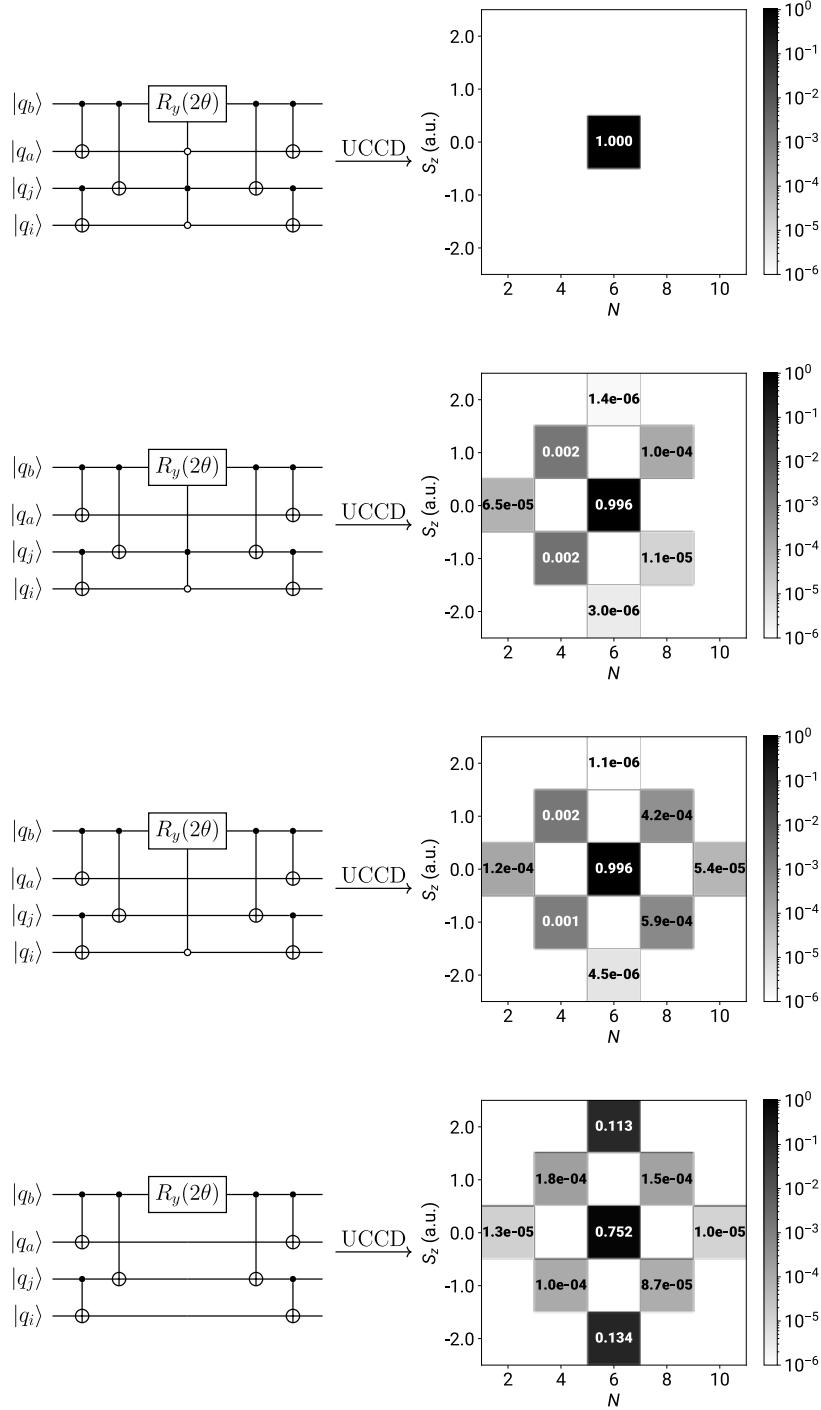 |q_b⟩ R_y(2θ)
|q_a⟩
|q_j⟩
|q_i⟩
UCCD
2.0
1.0
0.0
-1.0
-2.0
S_z (a.u.)
1.000
2 4 6 8 10
N
10^0
10^-1
10^-2
10^-3
10^-4
10^-5
10^-6
|q_b⟩ R_y(2θ)
|q_a⟩
|q_j⟩
|q_i⟩
UCCD
2.0
1.0
0.0
-1.0
-2.0
S_z (a.u.)
1.4e-06
0.002 1.0e-04
6.5e-05 0.996
0.002 1.1e-05
3.0e-06
2 4 6 8 10
N
10^0
10^-1
10^-2
10^-3
10^-4
10^-5
10^-6
|q_b⟩ R_y(2θ)
|q_a⟩
|q_j⟩
|q_i⟩
UCCD
2.0
1.0
0.0
-1.0
-2.0
S_z (a.u.)
1.1e-06
0.002 4.2e-04
1.2e-04 0.996 5.4e-05
0.001 5.9e-04
4.5e-06
2 4 6 8 10
N
10^0
10^-1
10^-2
10^-3
10^-4
10^-5
10^-6
|q_b⟩ R_y(2θ)
|q_a⟩
|q_j⟩
|q_i⟩
UCCD
2.0
1.0
0.0
-1.0
-2.0
S_z (a.u.)
0.113
1.8e-04 1.5e-04
1.3e-05 0.752 1.0e-05
1.0e-04 8.7e-05
0.134
2 4 6 8 10
N
10^0
10^-1
10^-2
10^-3
10^-4
10^-5
10^-6